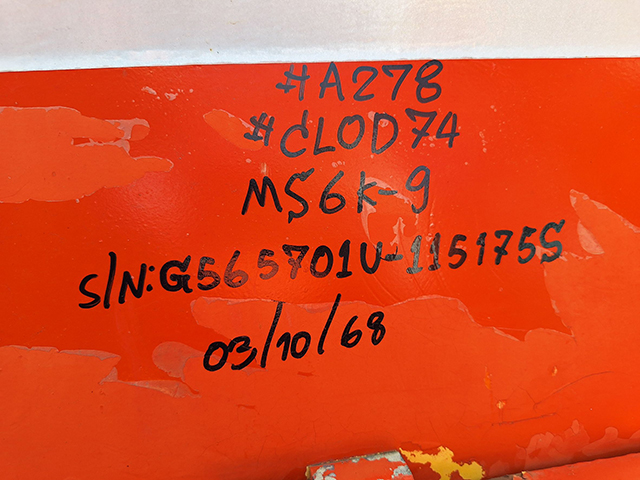 #A278
#CLOD74
MS6K-9
S/N:G565701U-115175S
03/10/68